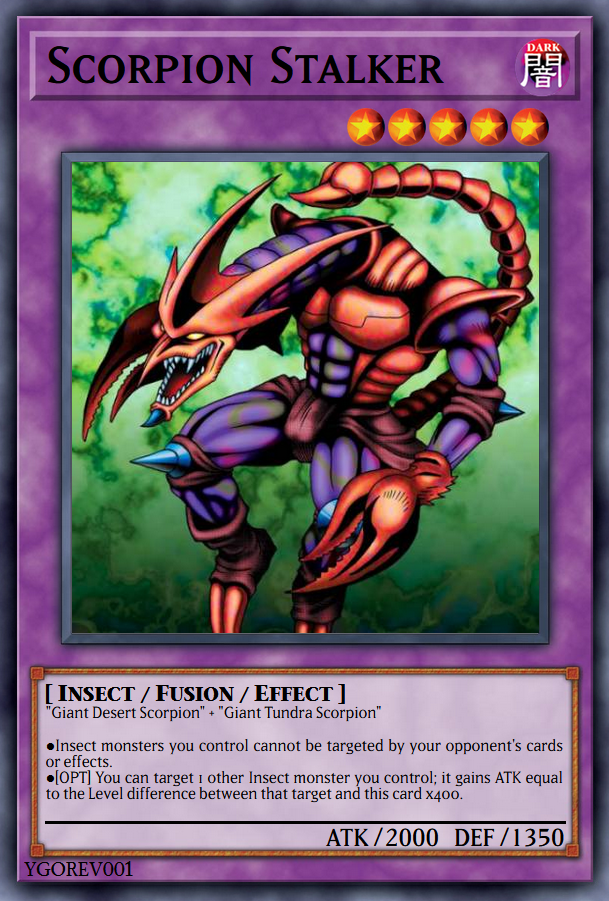 Scorpion Stalker
DARK
闇
[ Insect / Fusion / Effect ]
"Giant Desert Scorpion" + "Giant Tundra Scorpion"
●Insect monsters you control cannot be targeted by your opponent's cards
or effects.
●[OPT] You can target 1 other Insect monster you control; it gains ATK equal
to the Level difference between that target and this card x400.
ATK/2000 DEF/1350
YGOREV001